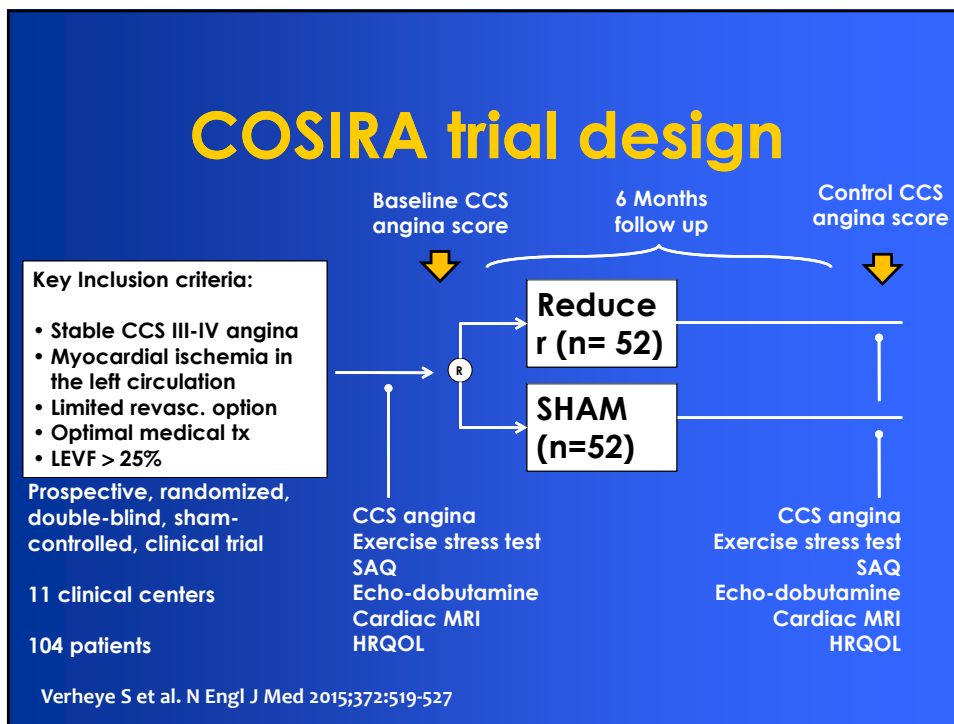 COSIRA trial design
Baseline CCS
angina score
6 Months
follow up
Control CCS
angina score
Key Inclusion criteria:
• Stable CCS III-IV angina
• Myocardial ischemia in
the left circulation
• Limited revasc. option
• Optimal medical tx
• LEVF > 25%
R
Reduce
r (n= 52)
SHAM
(n=52)
Prospective, randomized,
double-blind, sham-
controlled, clinical trial
11 clinical centers
104 patients
CCS angina
Exercise stress test
SAQ
Echo-dobutamine
Cardiac MRI
HRQOL
CCS angina
Exercise stress test
SAQ
Echo-dobutamine
Cardiac MRI
HRQOL
Verheye S et al. N Engl J Med 2015;372:519-527